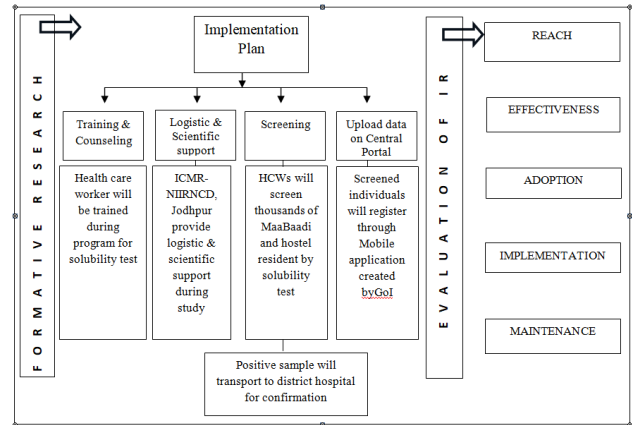 FORMATIVE RESEARCH
Implementation
Plan
Training &
Counseling
Logistic &
Scientific
support
Screening
Upload data
on Central
Portal
Health care
worker will
be trained
during
program for
solubility test
ICMR-
NIIRNCD,
Jodhpur
provide
logistic &
scientific
support
during
study
HCWs will
screen
thousands of
MaaBaadi
and hostel
resident by
solubility
test
Screened
individuals
will register
through
Mobile
application
created
byGoI
Positive sample will
transport to district hospital
for confirmation
EVALUATION OF IR
REACH
EFFECTIVENESS
ADOPTION
IMPLEMENTATION
MAINTENANCE